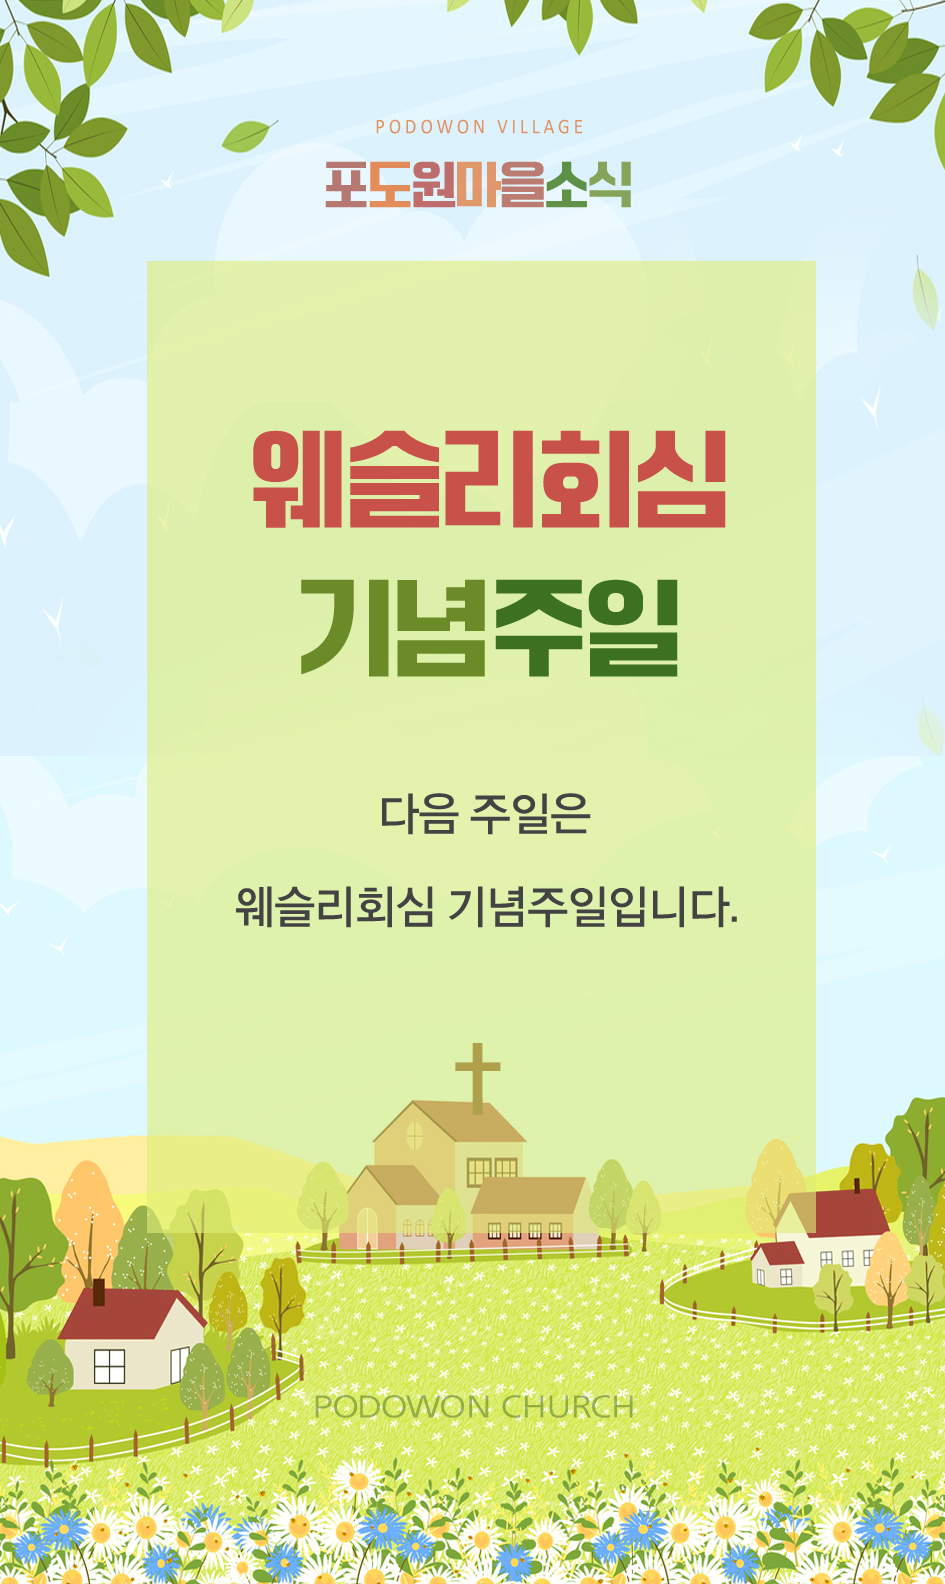 PODOWON VILLAGE
포도원마을소식
웨슬리회심
기념주일
다음 주일은
웨슬리회심 기념주일입니다.
PODOWON CHURCH